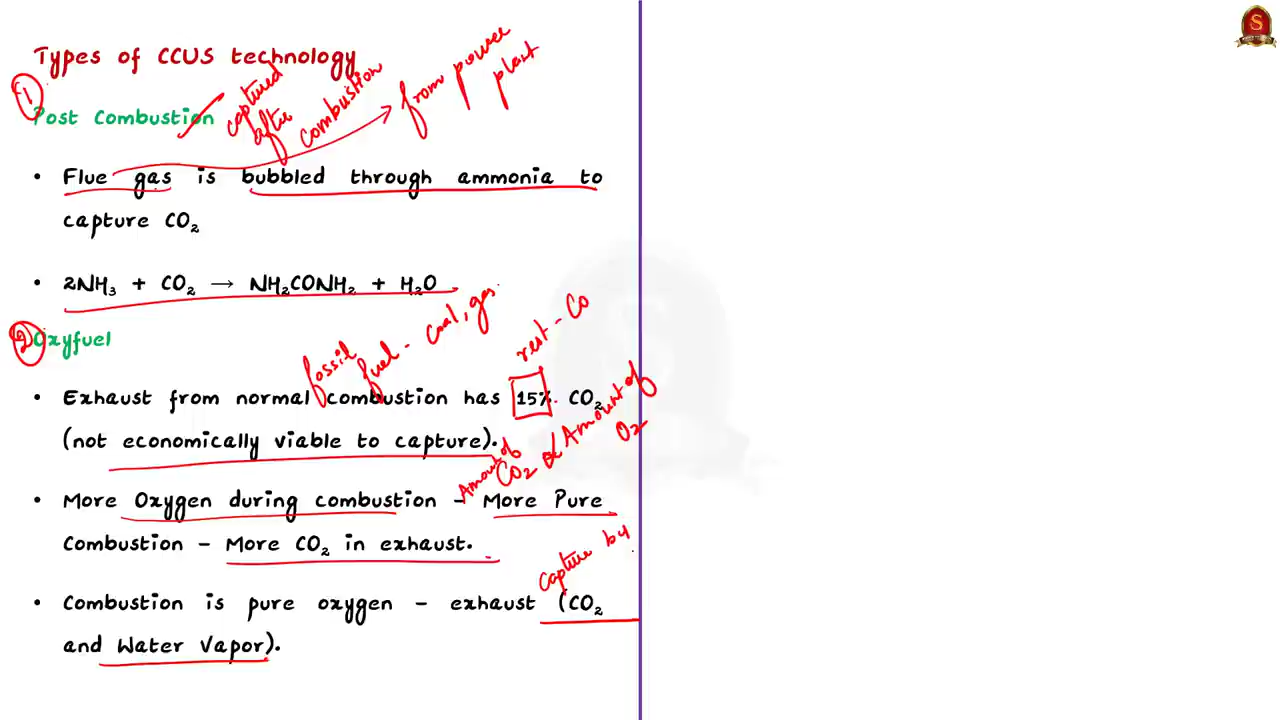 Types of CCUS technology
①
Post Combustion
captured
after
combustion
from power
plant
• Flue gas is bubbled through ammonia to
capture CO₂
• 2NH₃ + CO₂ → NH₂CONH₂ + H₂O
②
Oxyfuel
fossil
fuel - coal, gas
rest - CO
• Exhaust from normal combustion has 15% CO₂
(not economically viable to capture).
Amount of
CO₂ ∝ Amount of
O₂
• More Oxygen during combustion - More Pure
Combustion - More CO₂ in exhaust.
Capture by
• Combustion is pure oxygen - exhaust (CO₂
and Water Vapor).
S